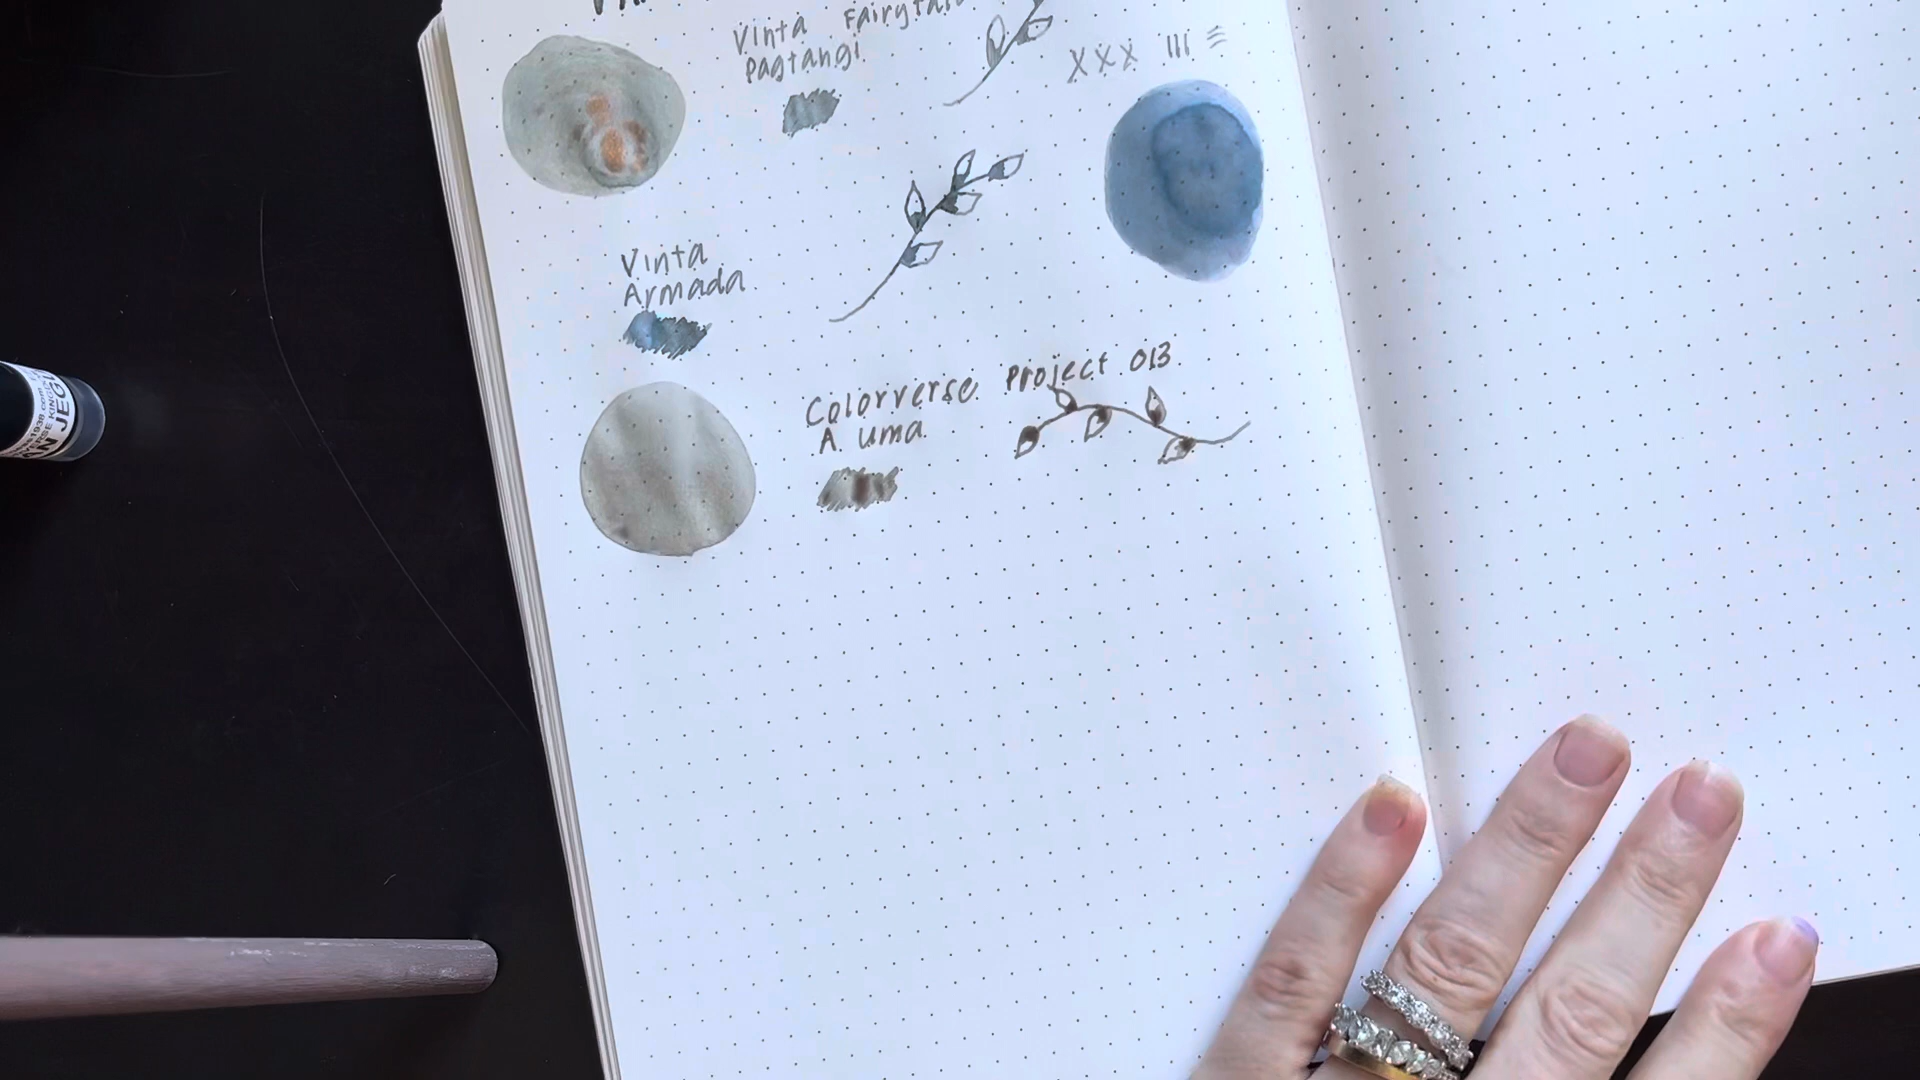 Vinta Fairytale
Pagtangi
XXX III ≡
Vinta
Armada
Colorverse Project 013
A. Uma